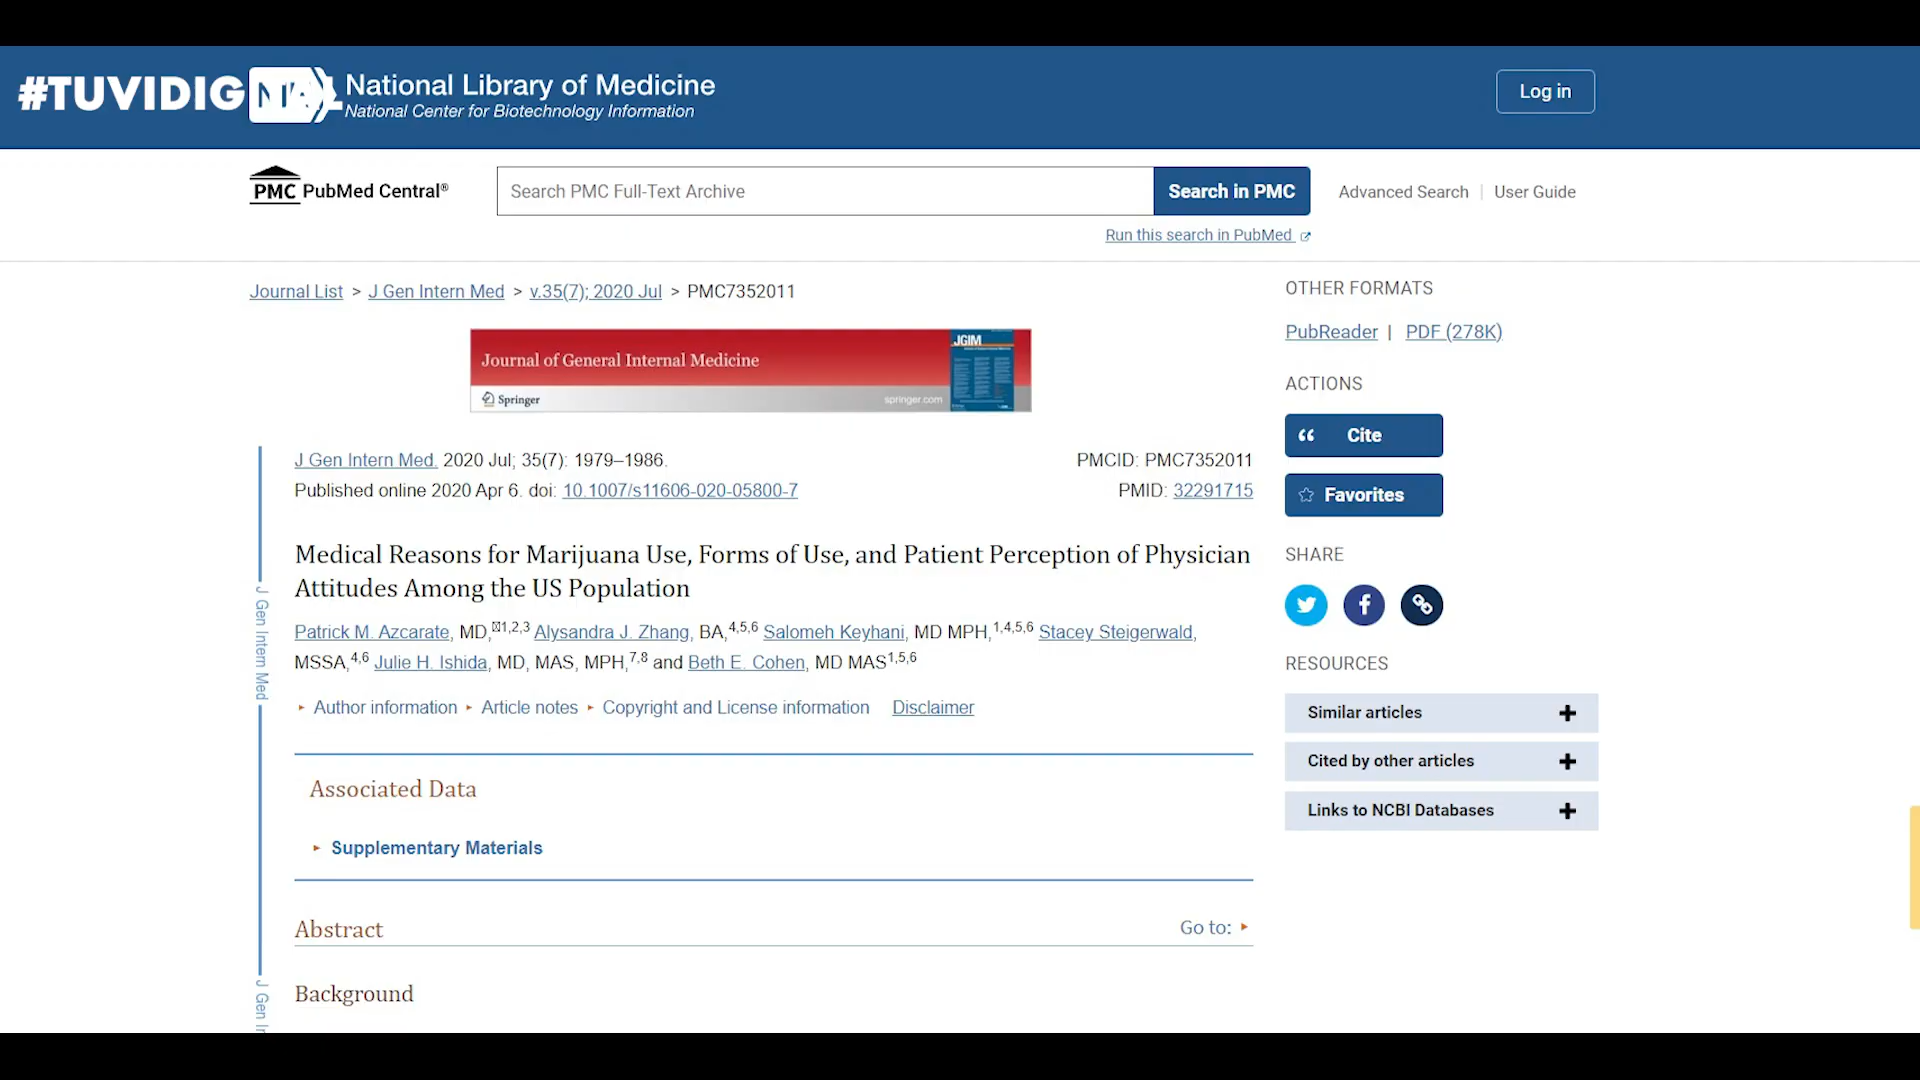 #TUVIDIGITAL
National Library of Medicine
National Center for Biotechnology Information
Log in
PMC PubMed Central®
Search PMC Full-Text Archive
Search in PMC
Advanced Search | User Guide
Run this search in PubMed
Journal List > J Gen Intern Med > v.35(7); 2020 Jul > PMC7352011
OTHER FORMATS
PubReader | PDF (278K)
Journal of General Internal Medicine
JGIM
Springer
springer.com
ACTIONS
Cite
Favorites
J Gen Intern Med. 2020 Jul; 35(7): 1979–1986.
PMCID: PMC7352011
Published online 2020 Apr 6. doi: 10.1007/s11606-020-05800-7
PMID: 32291715
Medical Reasons for Marijuana Use, Forms of Use, and Patient Perception of Physician
Attitudes Among the US Population
Patrick M. Azcarate, MD,1,2,3 Alysandra J. Zhang, BA,4,5,6 Salomeh Keyhani, MD MPH,1,4,5,6 Stacey Steigerwald,
MSSA,4,6 Julie H. Ishida, MD, MAS, MPH,7,8 and Beth E. Cohen, MD MAS1,5,6
Author information Article notes Copyright and License information Disclaimer
SHARE
RESOURCES
Similar articles
Cited by other articles
Links to NCBI Databases
Associated Data
Supplementary Materials
Abstract
Go to:
Background
J Gen Intern Med
J Gen I